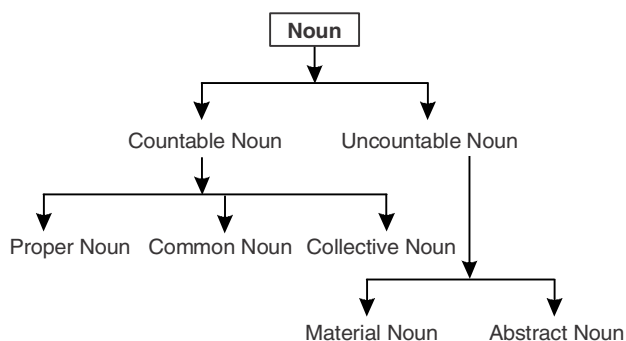 Noun
Countable Noun
Uncountable Noun
Proper Noun
Common Noun
Collective Noun
Material Noun
Abstract Noun